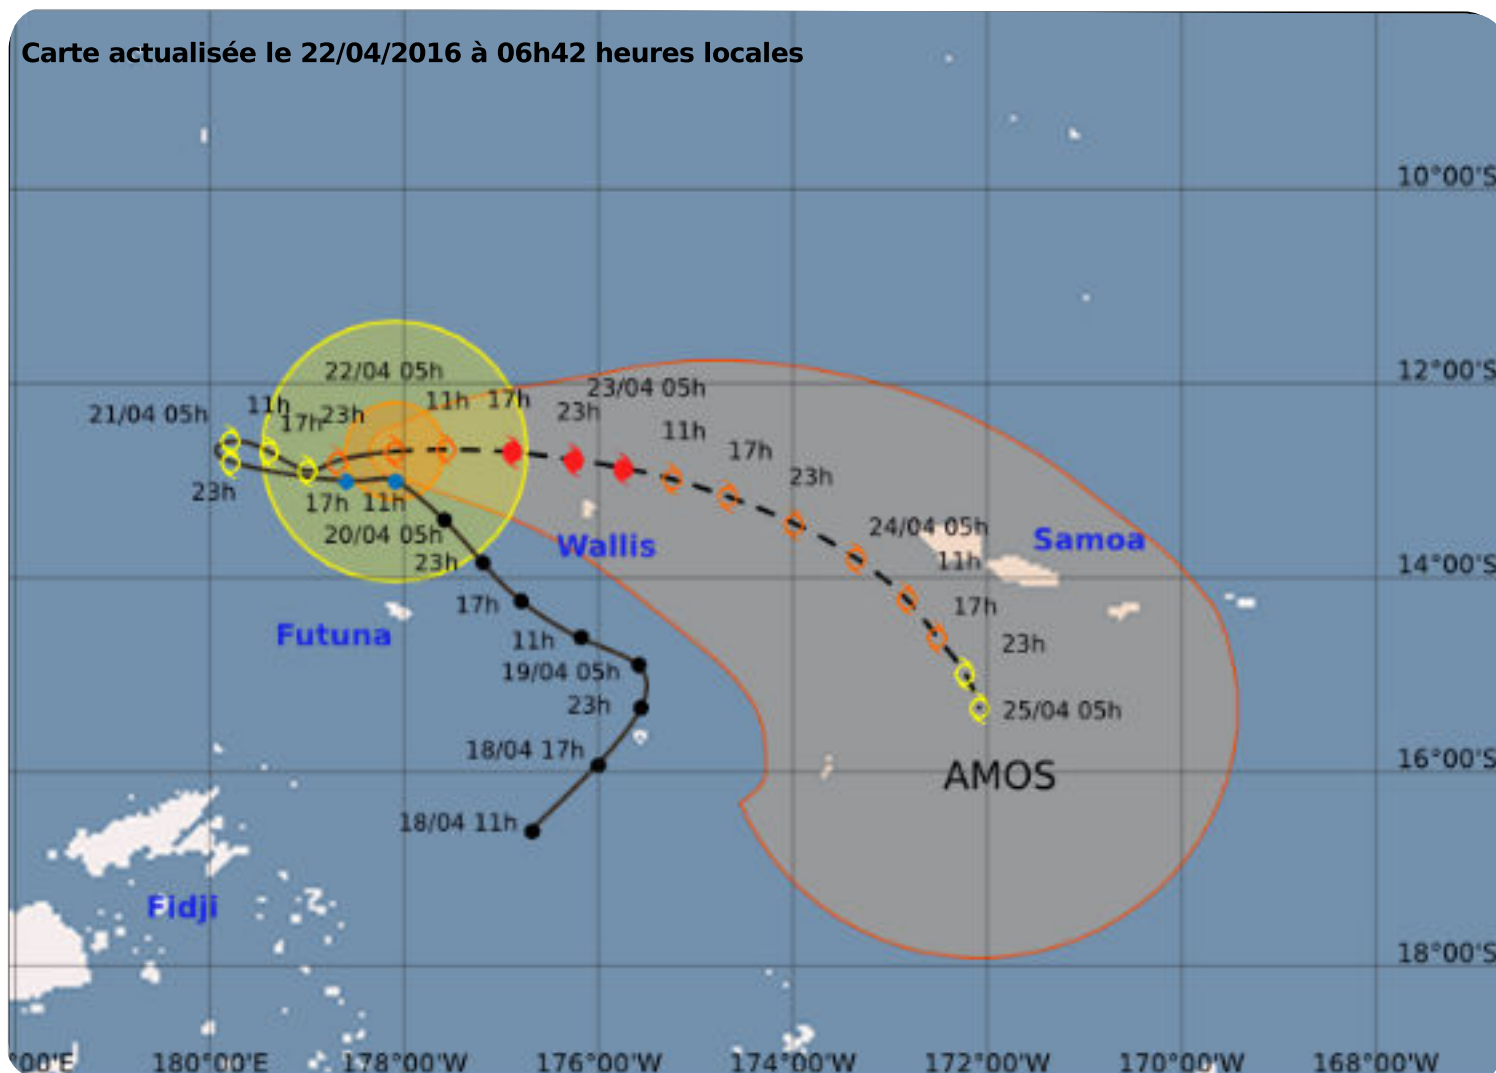 Carte actualisée le 22/04/2016 à 06h42 heures locales
10°00'S
22/04 05h
12°00'S
23/04 05h
11h
17h
11h
17h
23h
21/04 05h
17h
23h
11h
17h
23h
23h
17h
11h
20/04 05h
24/04 05h
Wallis
Samoa
23h
11h
14°00'S
17h
17h
Futuna
11h
23h
19/04 05h
23h
25/04 05h
18/04 17h
16°00'S
AMOS
18/04 11h
Fidji
18°00'S
°00'E
180°00'E
178°00'W
176°00'W
174°00'W
172°00'W
170°00'W
168°00'W